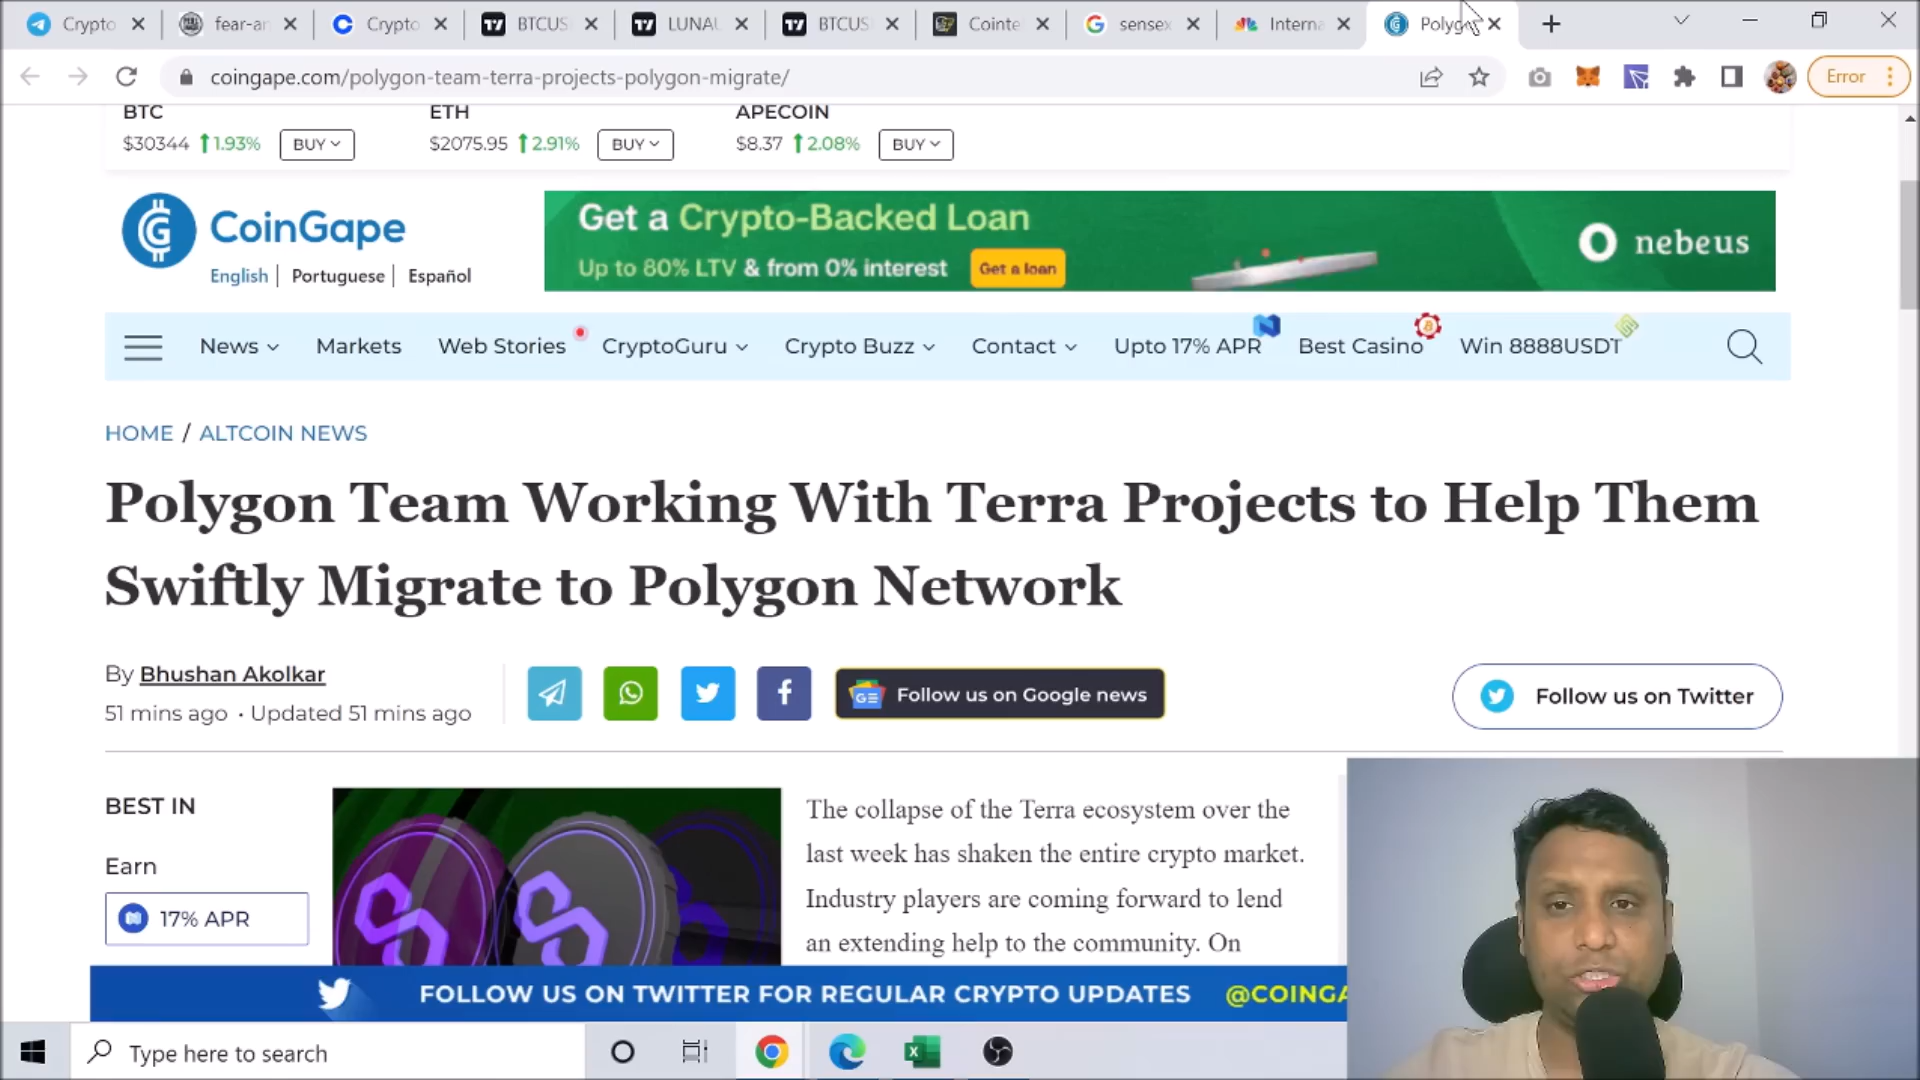 Crypto
fear-an
Crypto
BTCUS
LUNAU
BTCUS
Cointe
sensex
Interna
Polyg
coingape.com/polygon-team-terra-projects-polygon-migrate/
Error
BTC
$30344 1.93% BUY
ETH
$2075.95 2.91% BUY
APECOIN
$8.37 2.08% BUY
CoinGape
English | Portuguese | Español
Get a Crypto-Backed Loan
Up to 80% LTV & from 0% interest
Get a loan
nebeus
News Markets Web Stories CryptoGuru Crypto Buzz Contact Upto 17% APR Best Casino Win 8888USDT
HOME / ALTCOIN NEWS
Polygon Team Working With Terra Projects to Help Them
Swiftly Migrate to Polygon Network
By Bhushan Akolkar
51 mins ago • Updated 51 mins ago
Follow us on Google news
Follow us on Twitter
BEST IN
Earn
17% APR
The collapse of the Terra ecosystem over the
last week has shaken the entire crypto market.
Industry players are coming forward to lend
an extending help to the community. On
FOLLOW US ON TWITTER FOR REGULAR CRYPTO UPDATES @COINGA
Type here to search